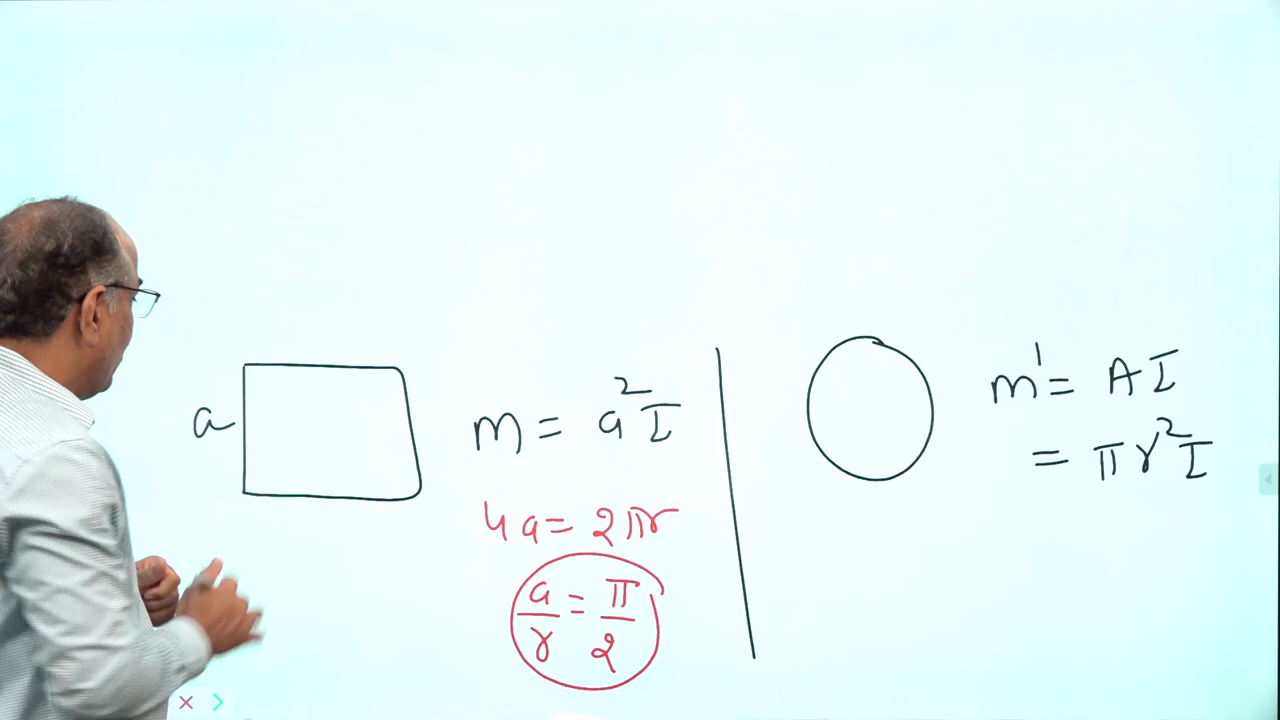 a
m = a²I
4a = 2πr
a/r = π/2
m' = AI
= πr²I